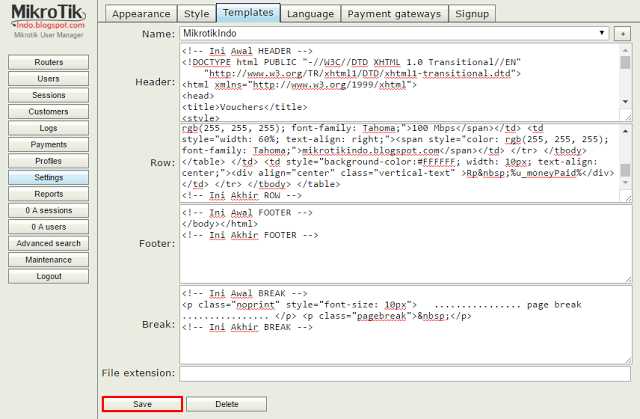 MikroTik
Indo.blogspot.com
Mikrotik User Manager
Routers
Users
Sessions
Customers
Logs
Payments
Profiles
Settings
Reports
0 A sessions
0 A users
Advanced search
Maintenance
Logout
Appearance
Style
Templates
Language
Payment gateways
Signup
Name:
MikrotikIndo
+
Header:
<!-- Ini Awal HEADER -->
<!DOCTYPE html PUBLIC "-//W3C//DTD XHTML 1.0 Transitional//EN"
"http://www.w3.org/TR/xhtml1/DTD/xhtml1-transitional.dtd">
<html xmlns="http://www.w3.org/1999/xhtml">
<head>
<title>Vouchers</title>
<style>
Row:
rgb(255, 255, 255); font-family: Tahoma;">100 Mbps</span></td> <td
style="width: 60%; text-align: right;"><span style="color: rgb(255, 255, 255);
font-family: Tahoma;">mikrotikindo.blogspot.com</span></td> </tr> </tbody>
</table> </td> <td style="background-color:#FFFFFF; width: 10px; text-align:
center;"><div align="center" class="vertical-text" >Rp&nbsp;%u_moneyPaid%</div>
</td> </tr> </tbody> </table>
<!-- Ini Akhir ROW -->
Footer:
<!-- Ini Awal FOOTER -->
</body></html>
<!-- Ini Akhir FOOTER -->
Break:
<!-- Ini Awal BREAK -->
<p class="noprint" style="font-size: 10px">   ................ page break
................ </p> <p class="pagebreak">&nbsp;</p>
<!-- Ini Akhir BREAK -->
File extension:
Save
Delete